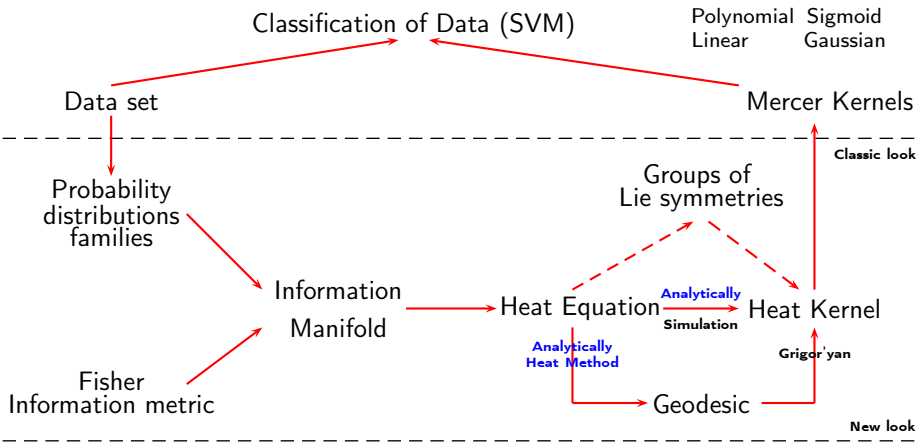 Classification of Data (SVM)
Polynomial Sigmoid
Linear Gaussian
Data set
Mercer Kernels
Classic look
Probability
distributions
families
Groups of
Lie symmetries
Information
Manifold
Heat Equation
Analytically
Simulation
Heat Kernel
Analytically
Heat Method
Grigor'yan
Fisher
Information metric
Geodesic
New look